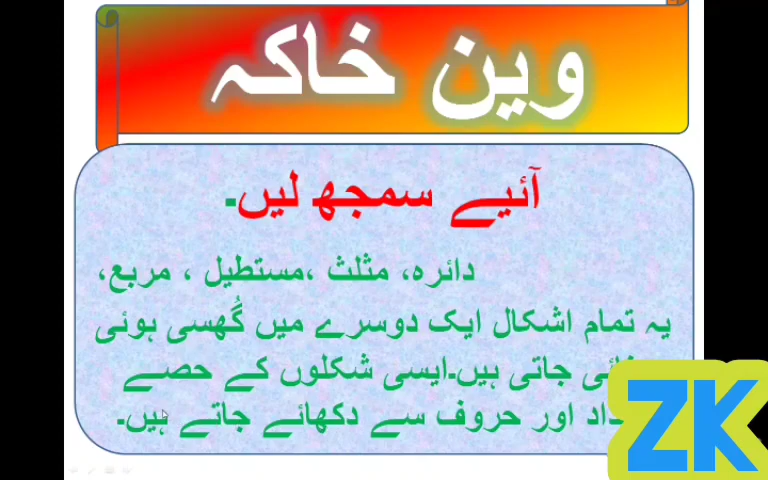 وین خاکہ
آئیے سمجھ لیں۔
دائرہ، مثلث ،مستطیل ، مربع،
یہ تمام اشکال ایک دوسرے میں گُھسی ہوئی
جاتی ہیں۔ایسی شکلوں کے حصے
اور حروف سے دکھائے جاتے ہیں۔
ZK